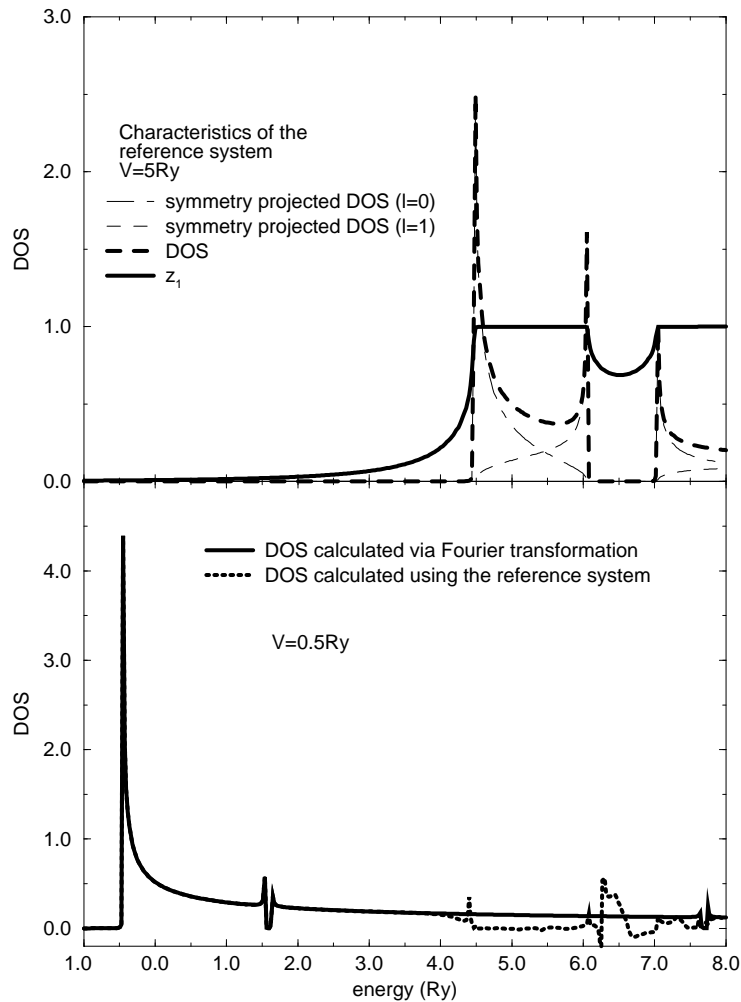 3.0
2.0
1.0
0.0
DOS
Characteristics of the
reference system
V=5Ry
symmetry projected DOS (l=0)
symmetry projected DOS (l=1)
DOS
z1
4.0
3.0
2.0
1.0
0.0
DOS
DOS calculated via Fourier transformation
DOS calculated using the reference system
V=0.5Ry
1.0 0.0 1.0 2.0 3.0 4.0 5.0 6.0 7.0 8.0
energy (Ry)